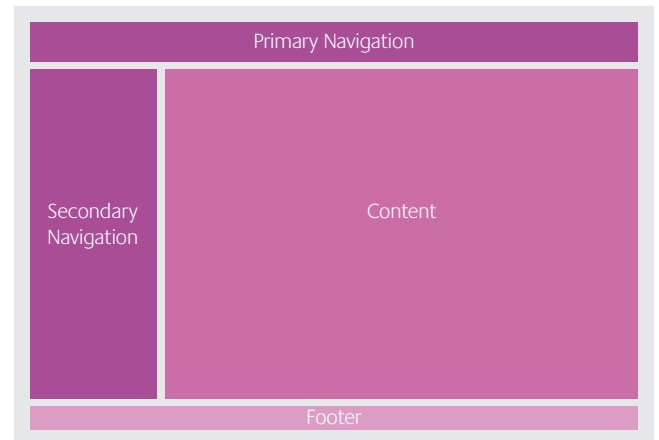 Primary Navigation
Secondary
Navigation
Content
Footer